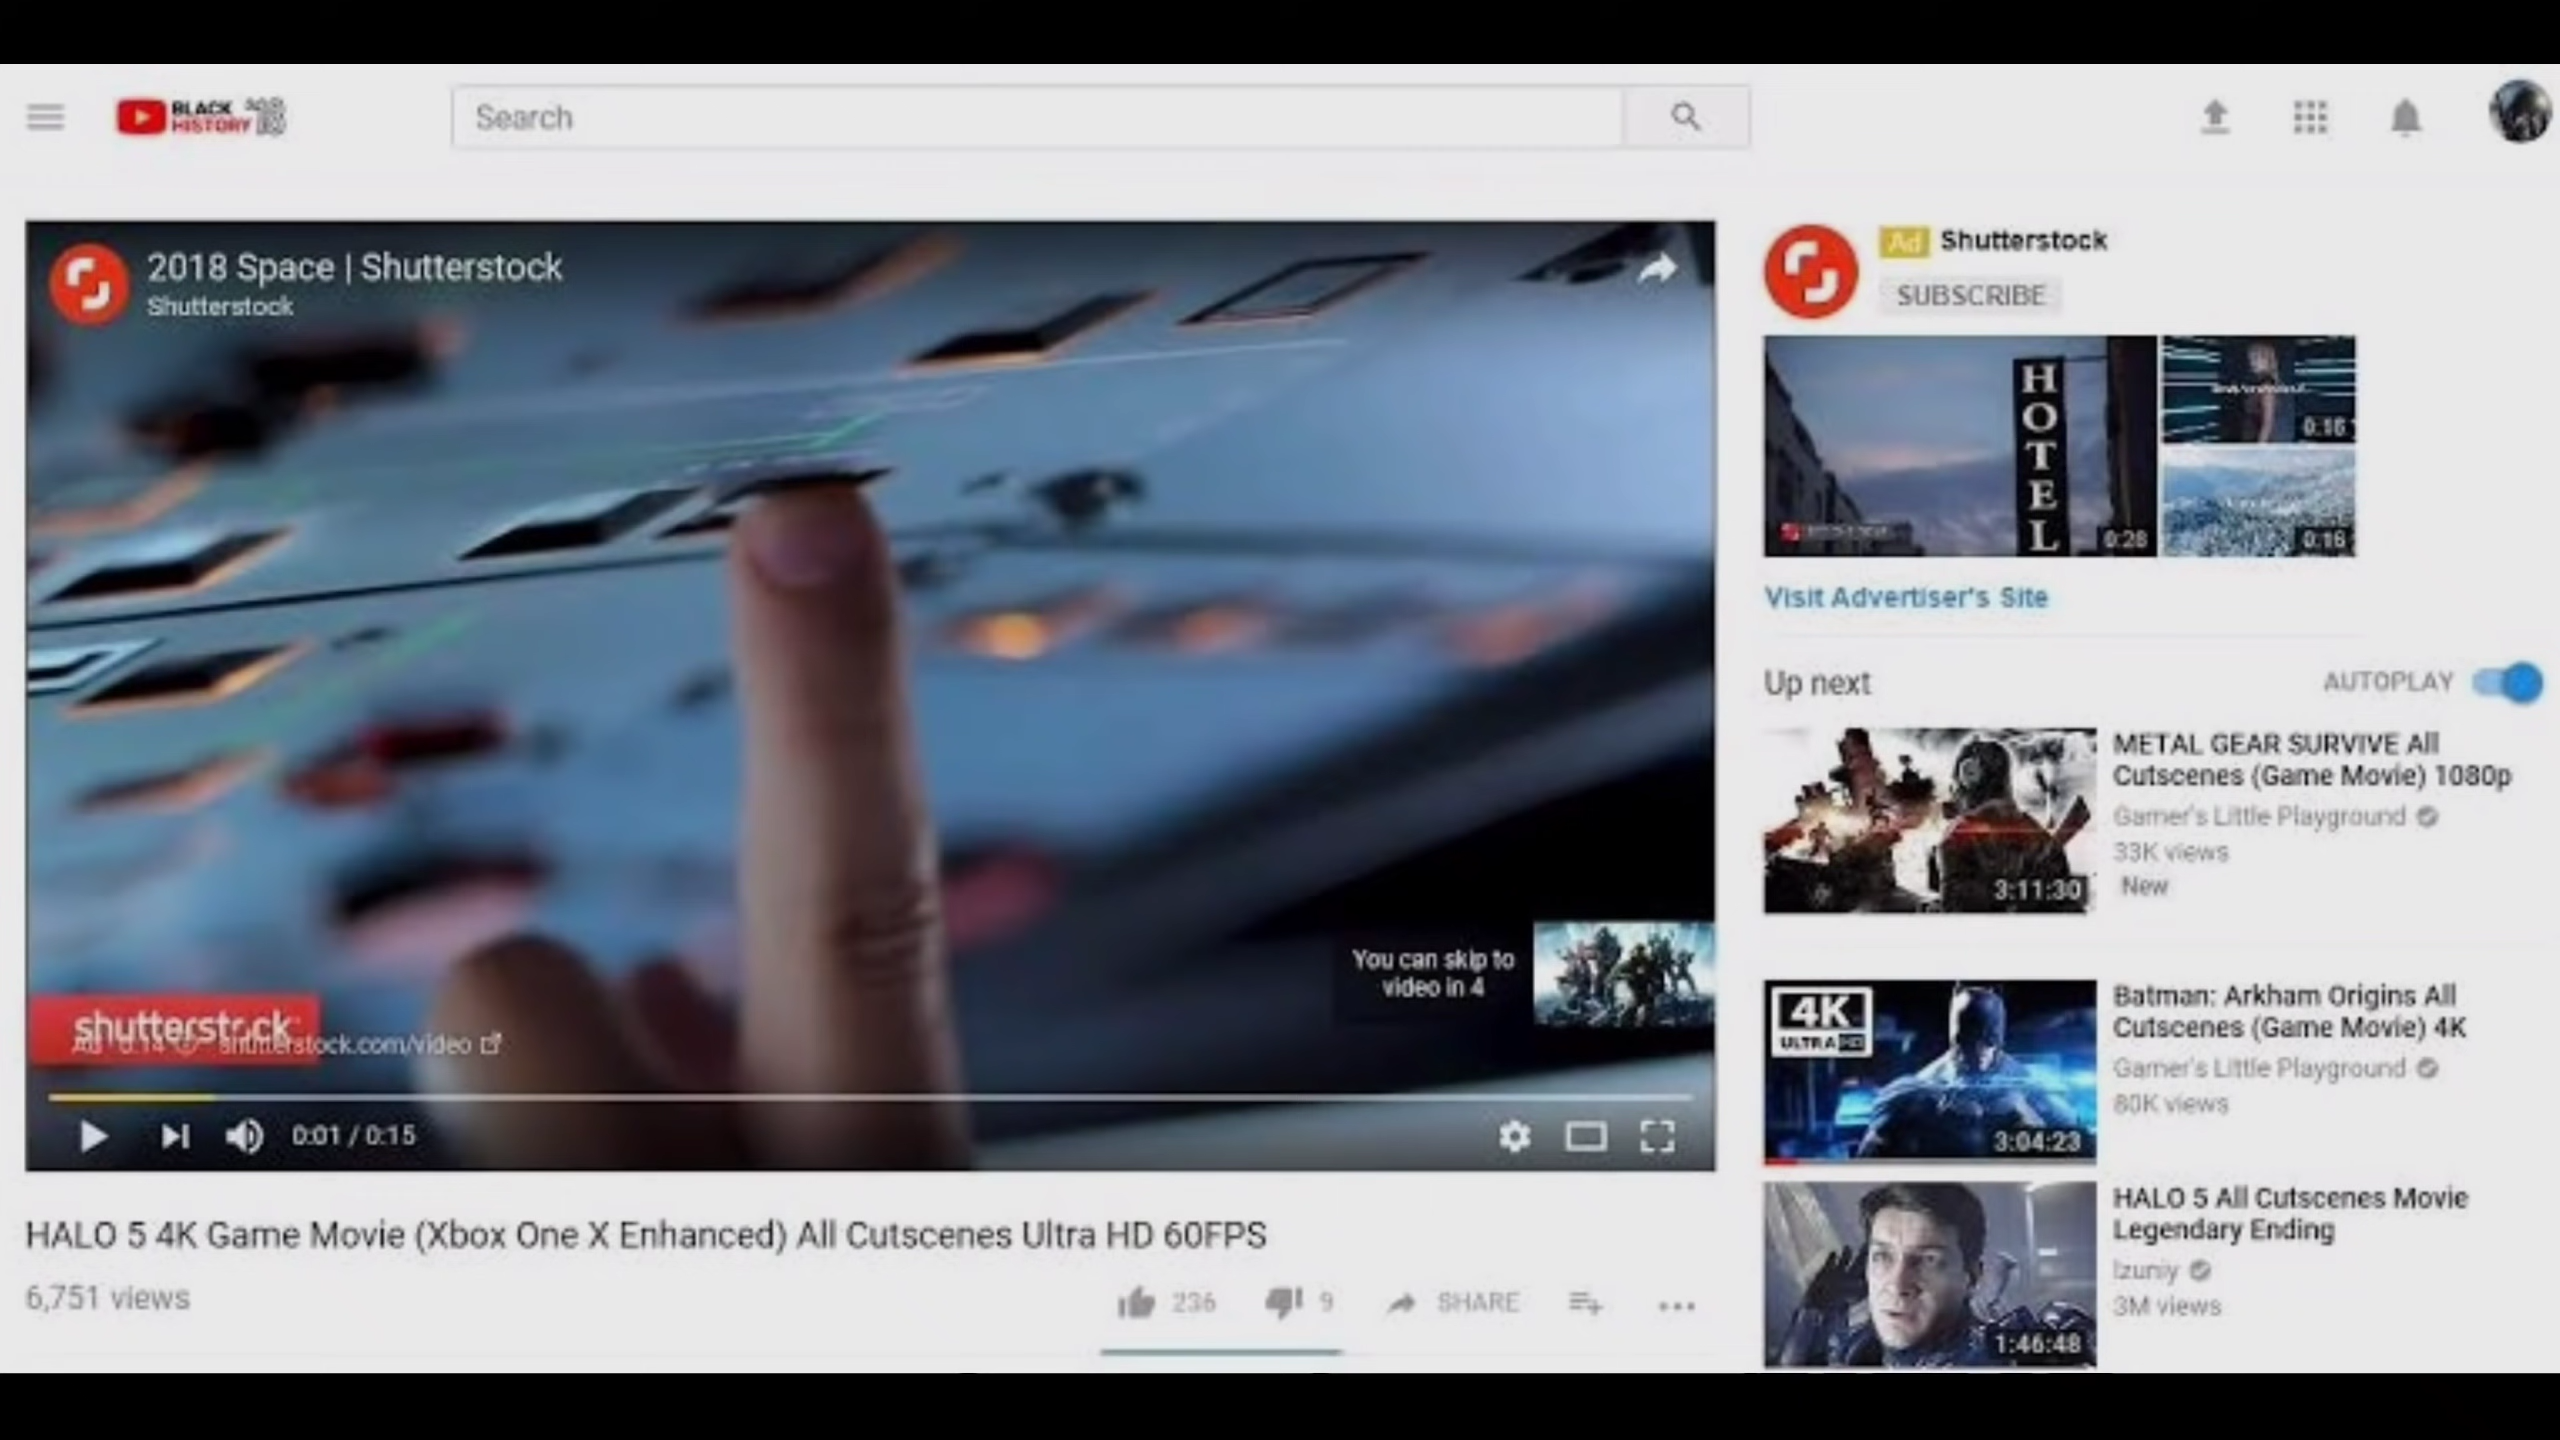 BLACK
HISTORY
Search
2018 Space | Shutterstock
Shutterstock
You can skip to
video in 4
shutterstock
shutterstock.com/video
0:01 / 0:15
HALO 5 4K Game Movie (Xbox One X Enhanced) All Cutscenes Ultra HD 60FPS
6,751 views
236
9
SHARE
Ad Shutterstock
SUBSCRIBE
HOTEL
0:28
0:16
0:16
Visit Advertiser's Site
Up next
AUTOPLAY
METAL GEAR SURVIVE All
Cutscenes (Game Movie) 1080p
Gamer's Little Playground
33K views
New
3:11:30
4K
ULTRA HD
Batman: Arkham Origins All
Cutscenes (Game Movie) 4K
Gamer's Little Playground
80K views
3:04:23
HALO 5 All Cutscenes Movie
Legendary Ending
Izuniy
3M views
1:46:48